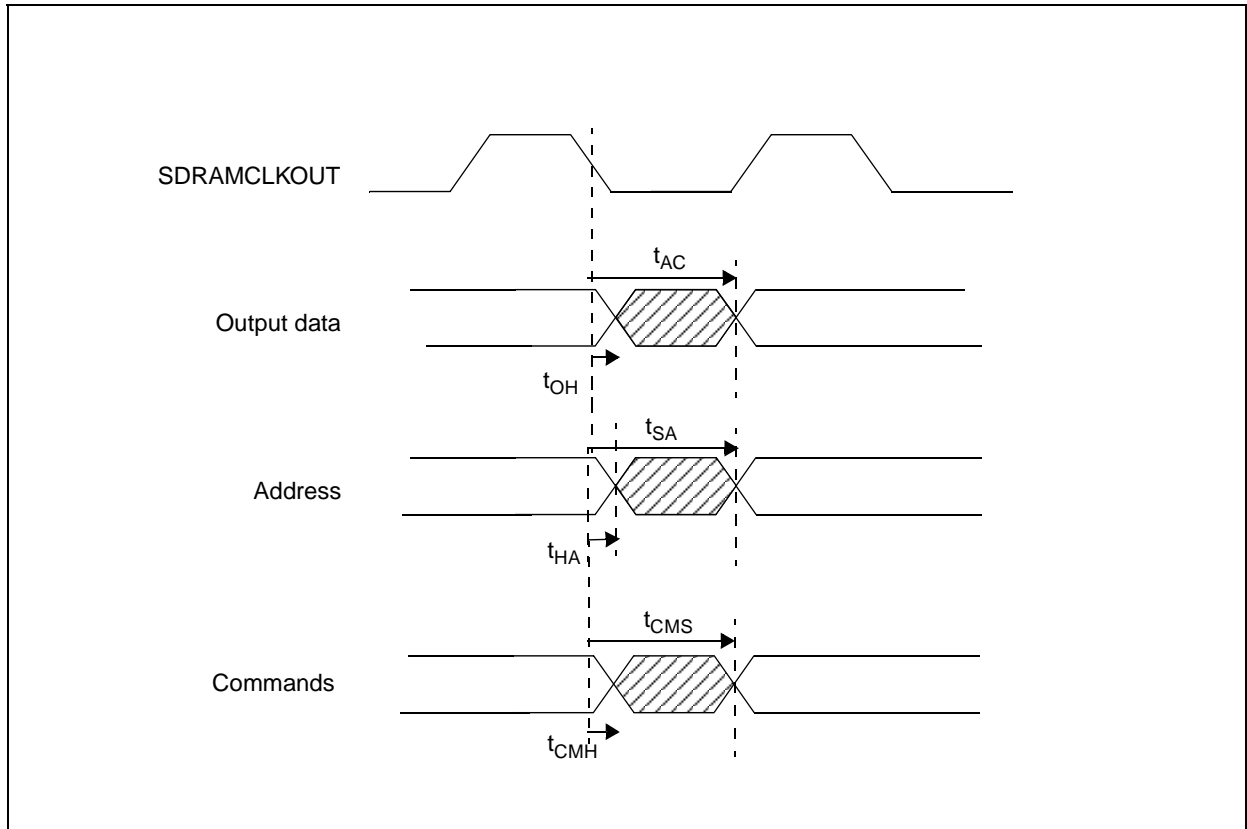 SDRAMCLKOUT
tAC
Output data
tOH
tSA
Address
tHA
tCMS
Commands
tCMH